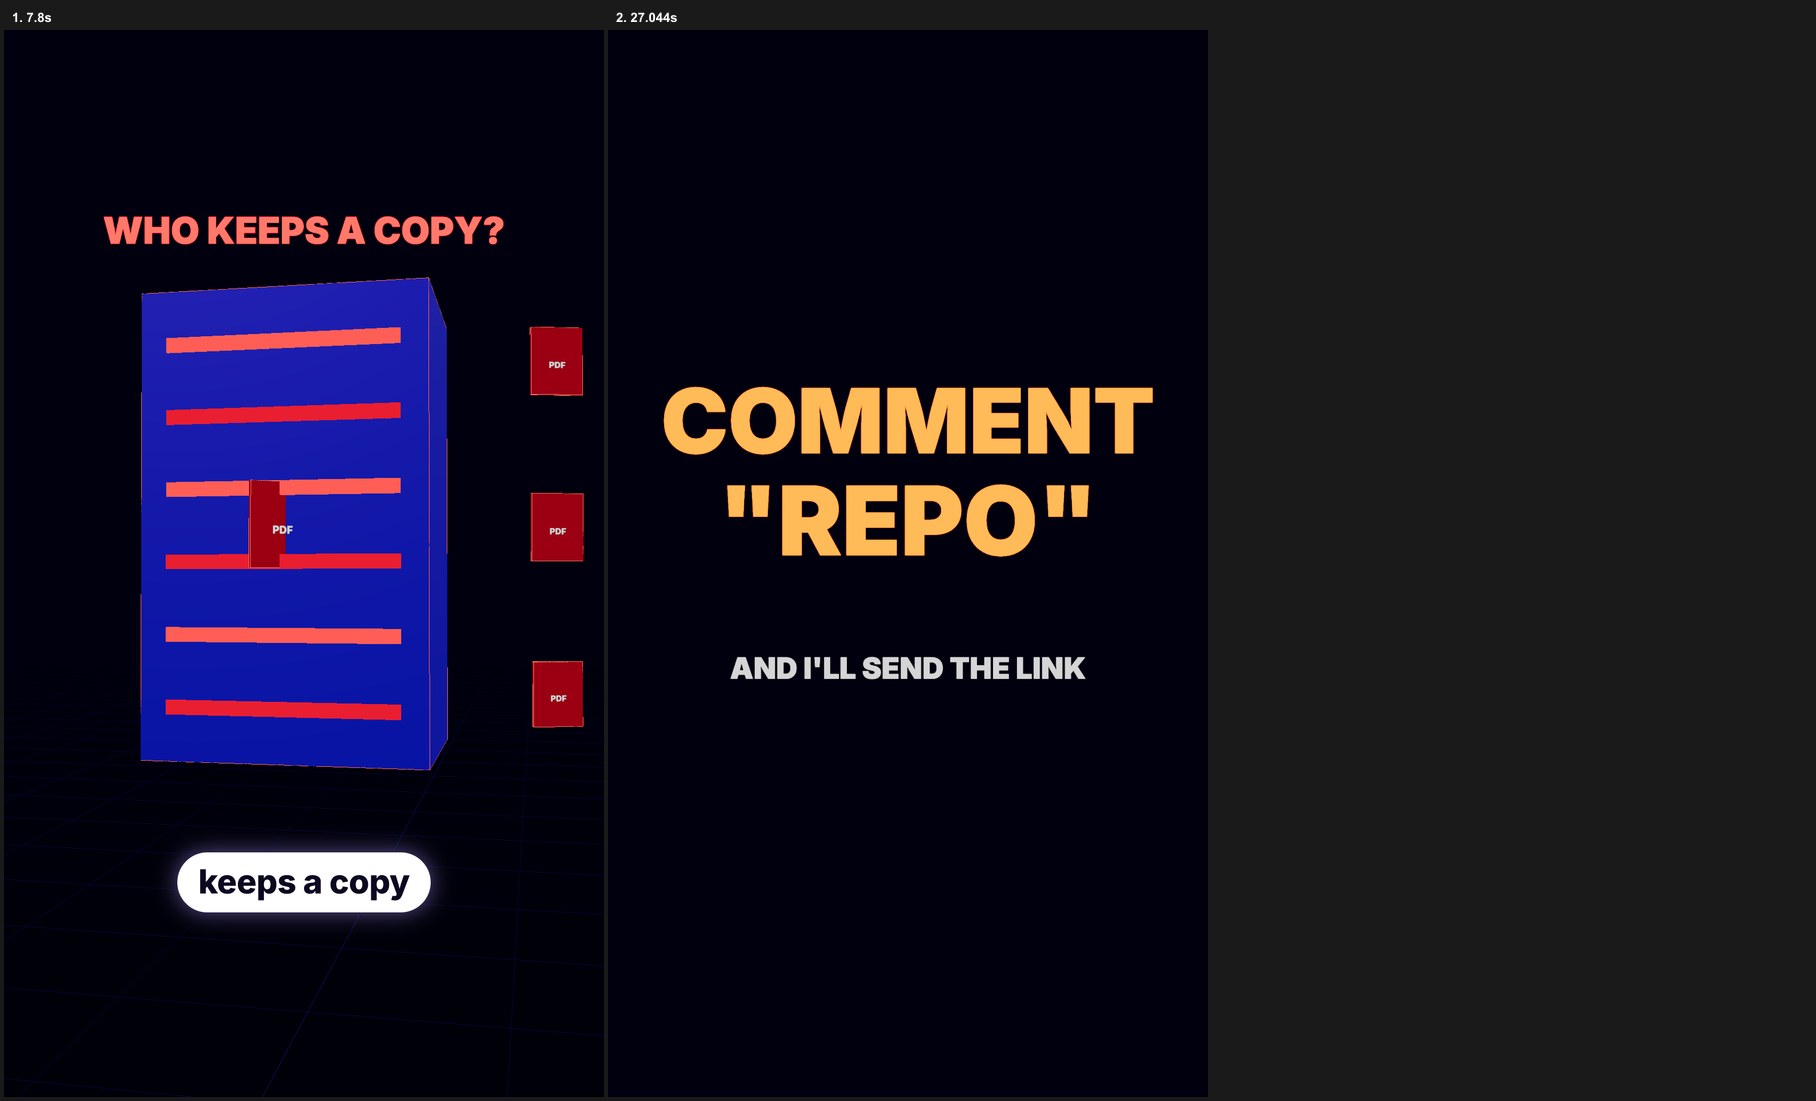 1. 7.8s
WHO KEEPS A COPY?
PDF
PDF
PDF
PDF
keeps a copy
2. 27.044s
COMMENT
"REPO"
AND I'LL SEND THE LINK